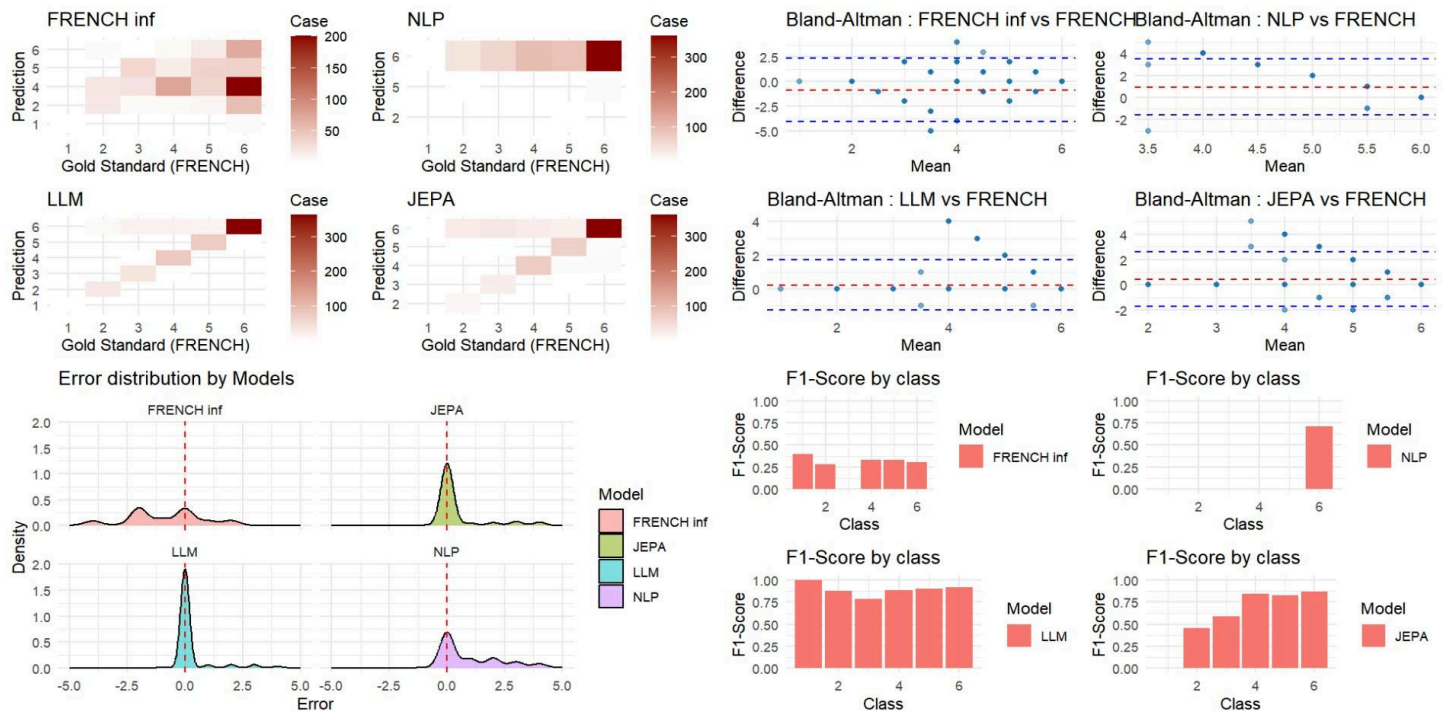 FRENCH inf
Case
6
5
4
2
1
Prediction
1 2 3 4 5 6
Gold Standard (FRENCH)
200
150
100
50
NLP
Case
6
5
2
Prediction
1 2 3 4 5 6
Gold Standard (FRENCH)
300
200
100
Bland-Altman : FRENCH inf vs FRENCH
2.5
0.0
-2.5
-5.0
Difference
2 4 6
Mean
Bland-Altman : NLP vs FRENCH
4
2
0
-2
Difference
3.5 4.0 4.5 5.0 5.5 6.0
Mean
LLM
Case
6
5
4
3
2
1
Prediction
1 2 3 4 5 6
Gold Standard (FRENCH)
300
200
100
JEPA
Case
6
5
4
3
2
Prediction
1 2 3 4 5 6
Gold Standard (FRENCH)
300
200
100
Bland-Altman : LLM vs FRENCH
4
2
0
Difference
2 4 6
Mean
Bland-Altman : JEPA vs FRENCH
4
2
0
-2
Difference
2 3 4 5 6
Mean
Error distribution by Models
FRENCH inf
JEPA
2.0
1.5
1.0
0.5
0.0
Density
LLM
NLP
2.0
1.5
1.0
0.5
0.0
-5.0 -2.5 0.0 2.5 5.0
-5.0 -2.5 0.0 2.5 5.0
Error
Model
FRENCH inf
JEPA
LLM
NLP
F1-Score by class
1.00
0.75
0.50
0.25
0.00
F1-Score
2 4 6
Class
Model
FRENCH inf
F1-Score by class
1.00
0.75
0.50
0.25
0.00
F1-Score
2 4 6
Class
Model
NLP
F1-Score by class
1.00
0.75
0.50
0.25
0.00
F1-Score
2 4 6
Class
Model
LLM
F1-Score by class
1.00
0.75
0.50
0.25
0.00
F1-Score
2 4 6
Class
Model
JEPA